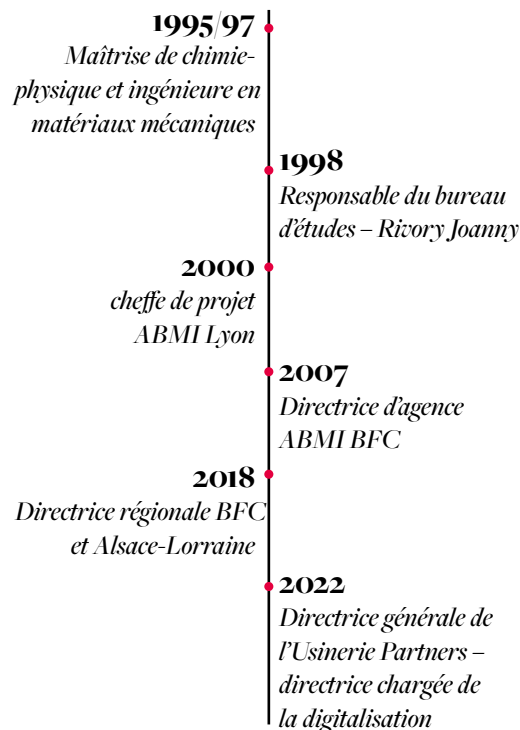 1995/97
Maîtrise de chimie-
physique et ingénieure en
matériaux mécaniques
1998
Responsable du bureau
d'études – Rivory Joanny
2000
cheffe de projet
ABMI Lyon
2007
Directrice d'agence
ABMI BFC
2018
Directrice régionale BFC
et Alsace-Lorraine
2022
Directrice générale de
l'Usinerie Partners –
directrice chargée de
la digitalisation